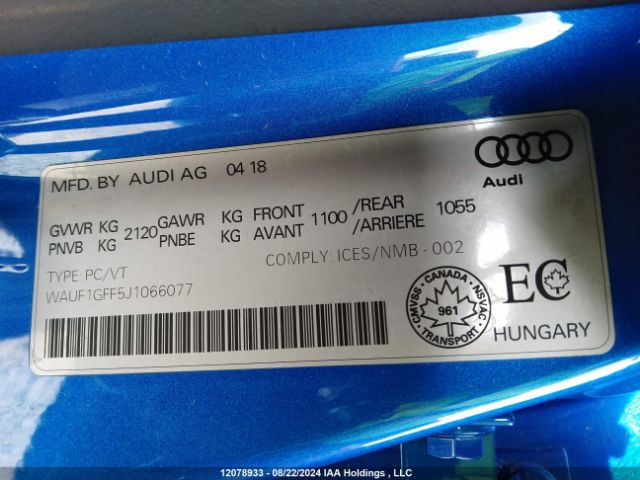 MFD. BY AUDI AG 04 18
Audi
GVWR KG 2120 GAWR KG FRONT 1100 /REAR 1055
PNVB KG PNBE KG AVANT /ARRIERE
COMPLY: ICES/NMB - 002
TYPE: PC/VT
WAUF1GFF5J1066077
CMVSS - CANADA - NSVAC
961
TRANSPORT
EC
HUNGARY
12078933 - 08/22/2024 IAA Holdings , LLC